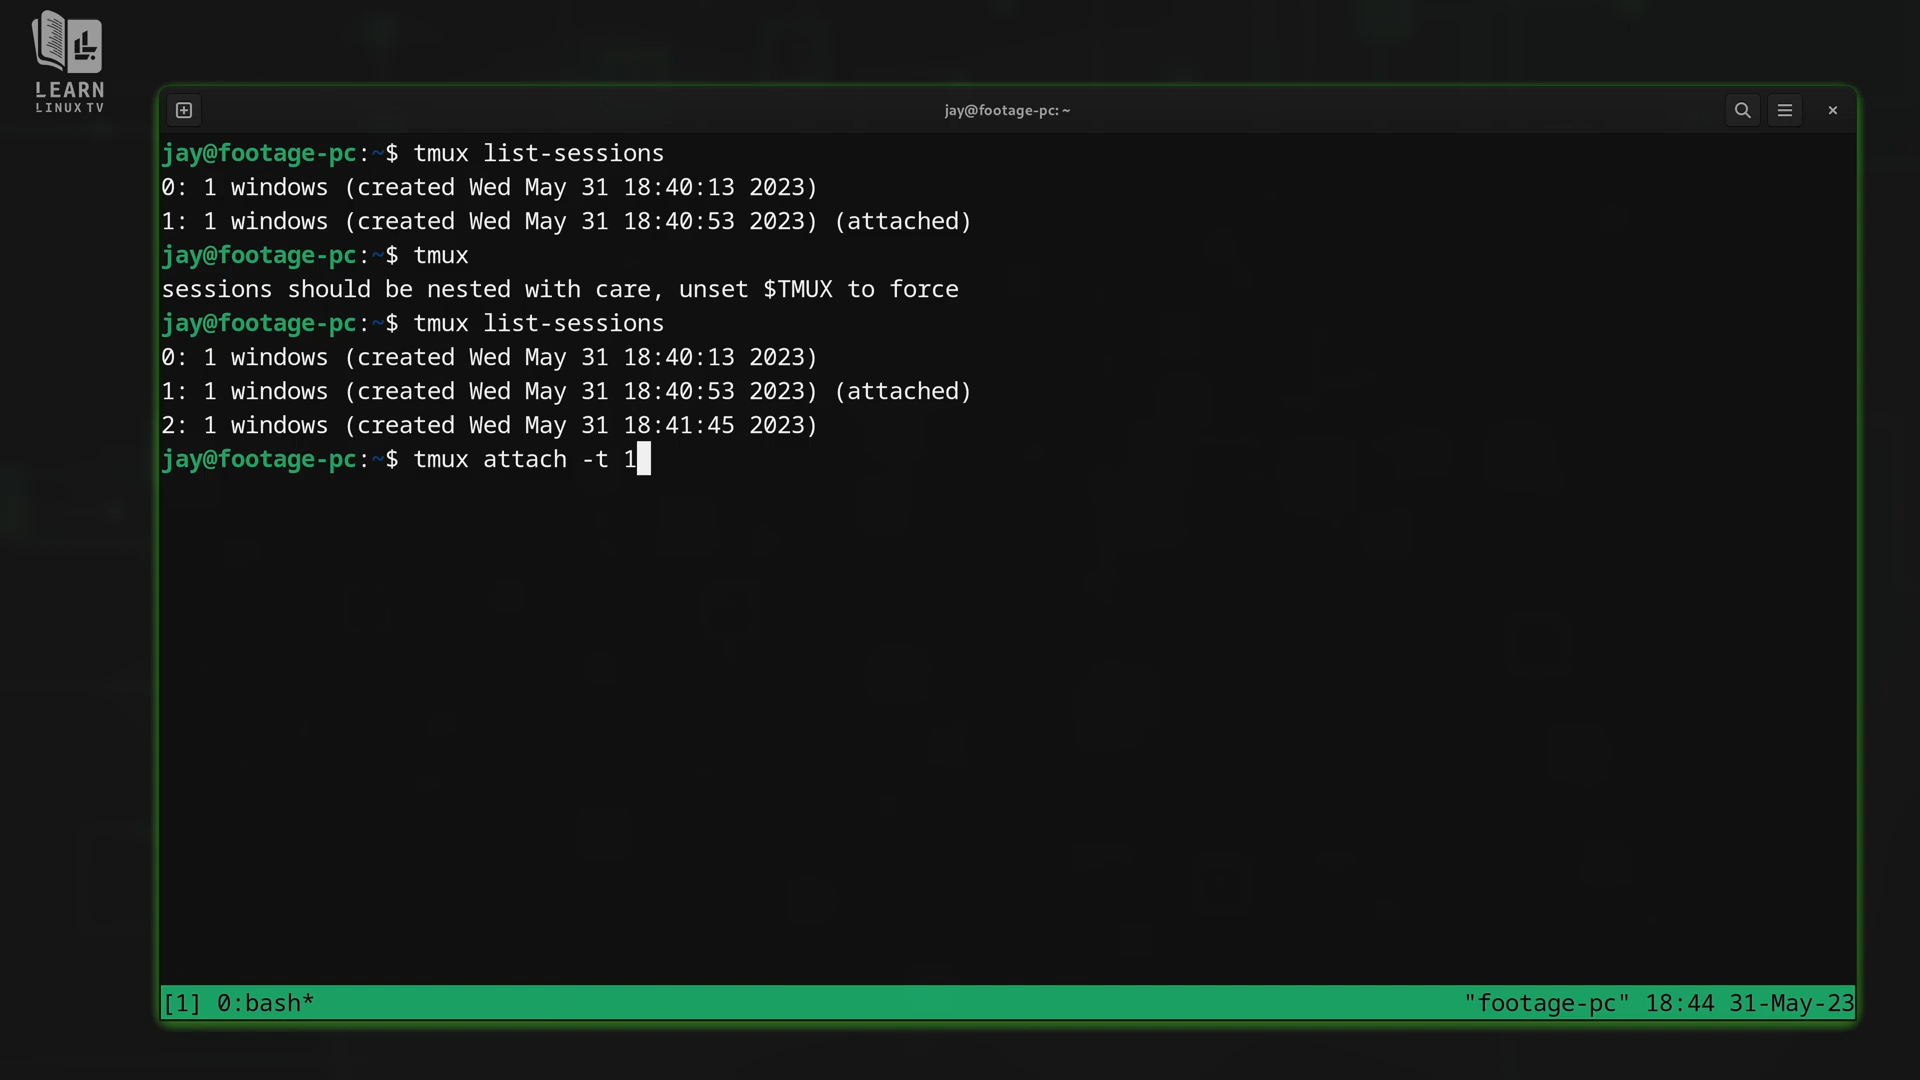 LEARN
LINUX TV
jay@footage-pc: ~
jay@footage-pc:~$ tmux list-sessions
0: 1 windows (created Wed May 31 18:40:13 2023)
1: 1 windows (created Wed May 31 18:40:53 2023) (attached)
jay@footage-pc:~$ tmux
sessions should be nested with care, unset $TMUX to force
jay@footage-pc:~$ tmux list-sessions
0: 1 windows (created Wed May 31 18:40:13 2023)
1: 1 windows (created Wed May 31 18:40:53 2023) (attached)
2: 1 windows (created Wed May 31 18:41:45 2023)
jay@footage-pc:~$ tmux attach -t 1
[1] 0:bash* "footage-pc" 18:44 31-May-23